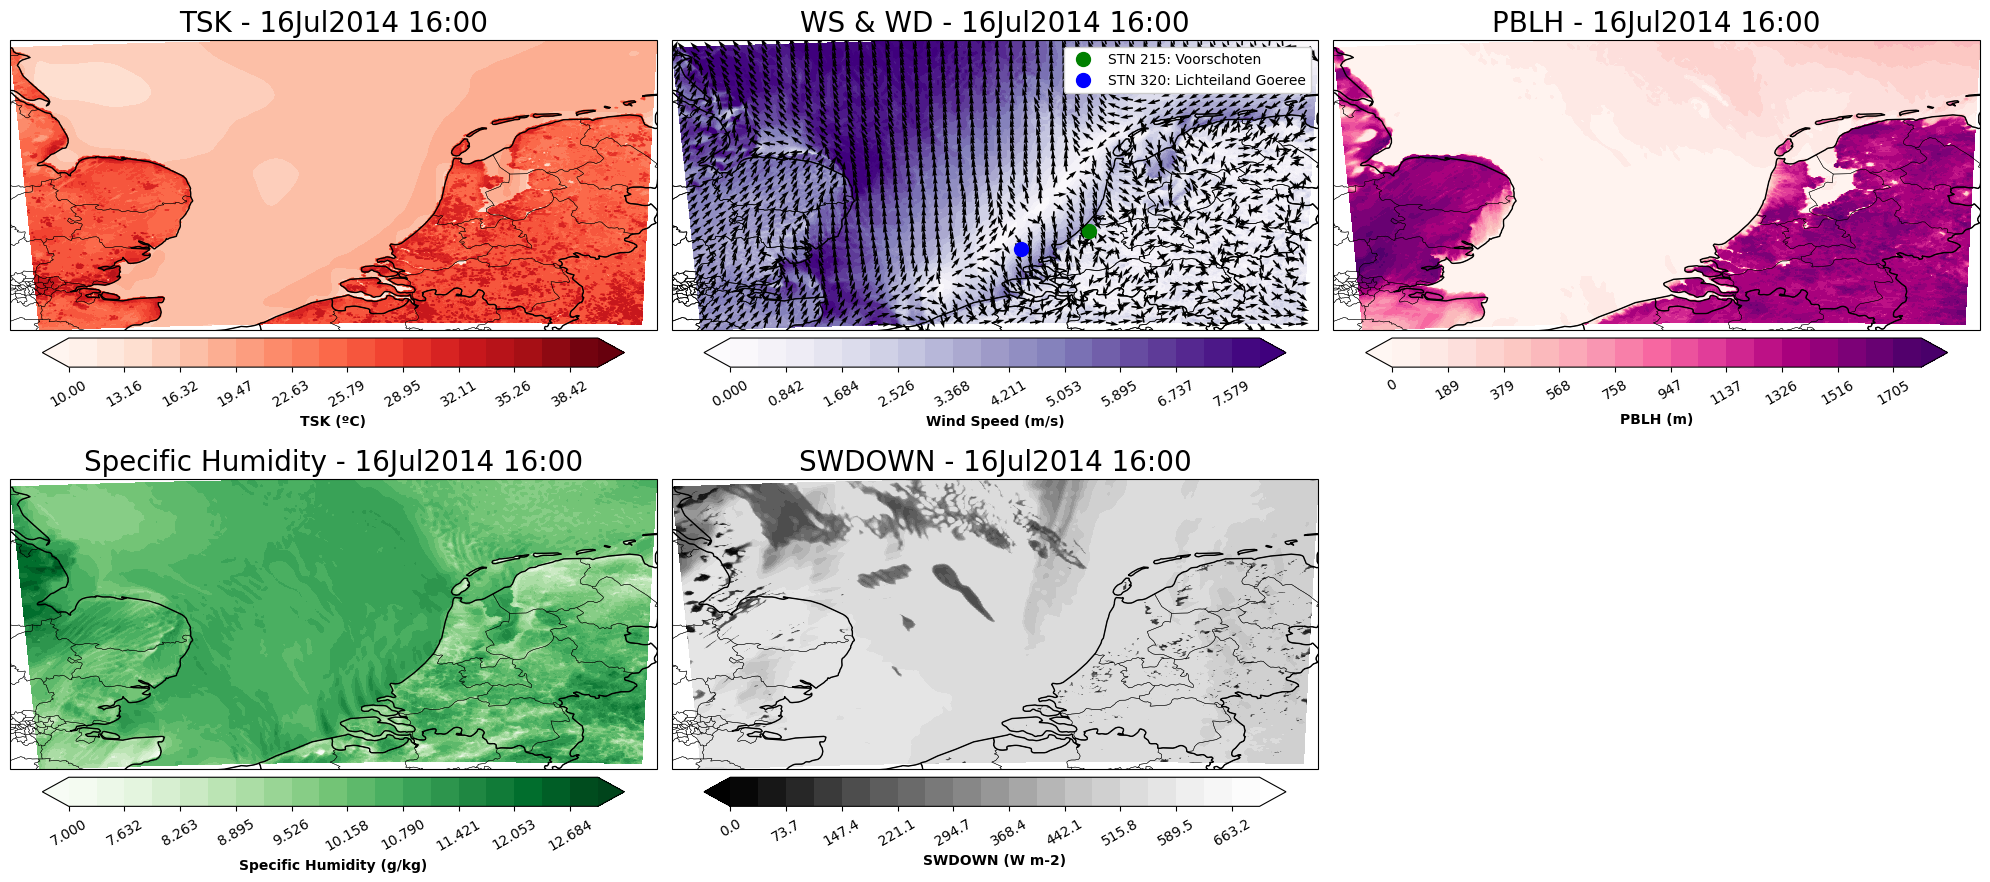 TSK - 16Jul2014 16:00
10.00 13.16 16.32 19.47 22.63 25.79 28.95 32.11 35.26 38.42
TSK (ºC)
WS & WD - 16Jul2014 16:00
STN 215: Voorschoten
STN 320: Lichteiland Goeree
0.000 0.842 1.684 2.526 3.368 4.211 5.053 5.895 6.737 7.579
Wind Speed (m/s)
PBLH - 16Jul2014 16:00
0 189 379 568 758 947 1137 1326 1516 1705
PBLH (m)
Specific Humidity - 16Jul2014 16:00
7.000 7.632 8.263 8.895 9.526 10.158 10.790 11.421 12.053 12.684
Specific Humidity (g/kg)
SWDOWN - 16Jul2014 16:00
0.0 73.7 147.4 221.1 294.7 368.4 442.1 515.8 589.5 663.2
SWDOWN (W m-2)